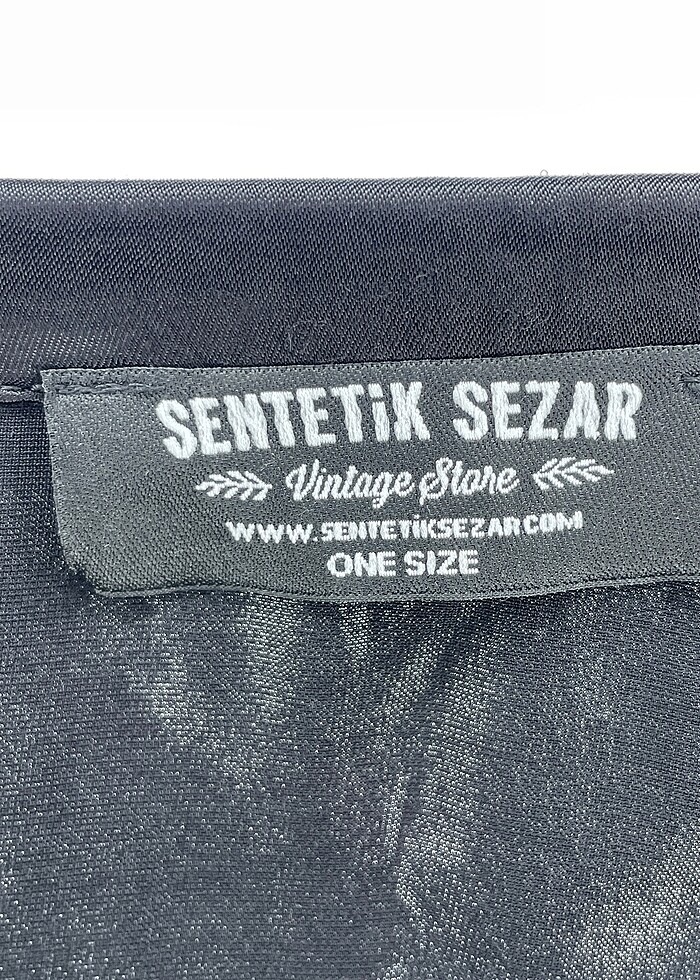 SENTETiK SEZAR
Vintage Store
WWW.SENTETiKSEZAR.COM
ONE SIZE